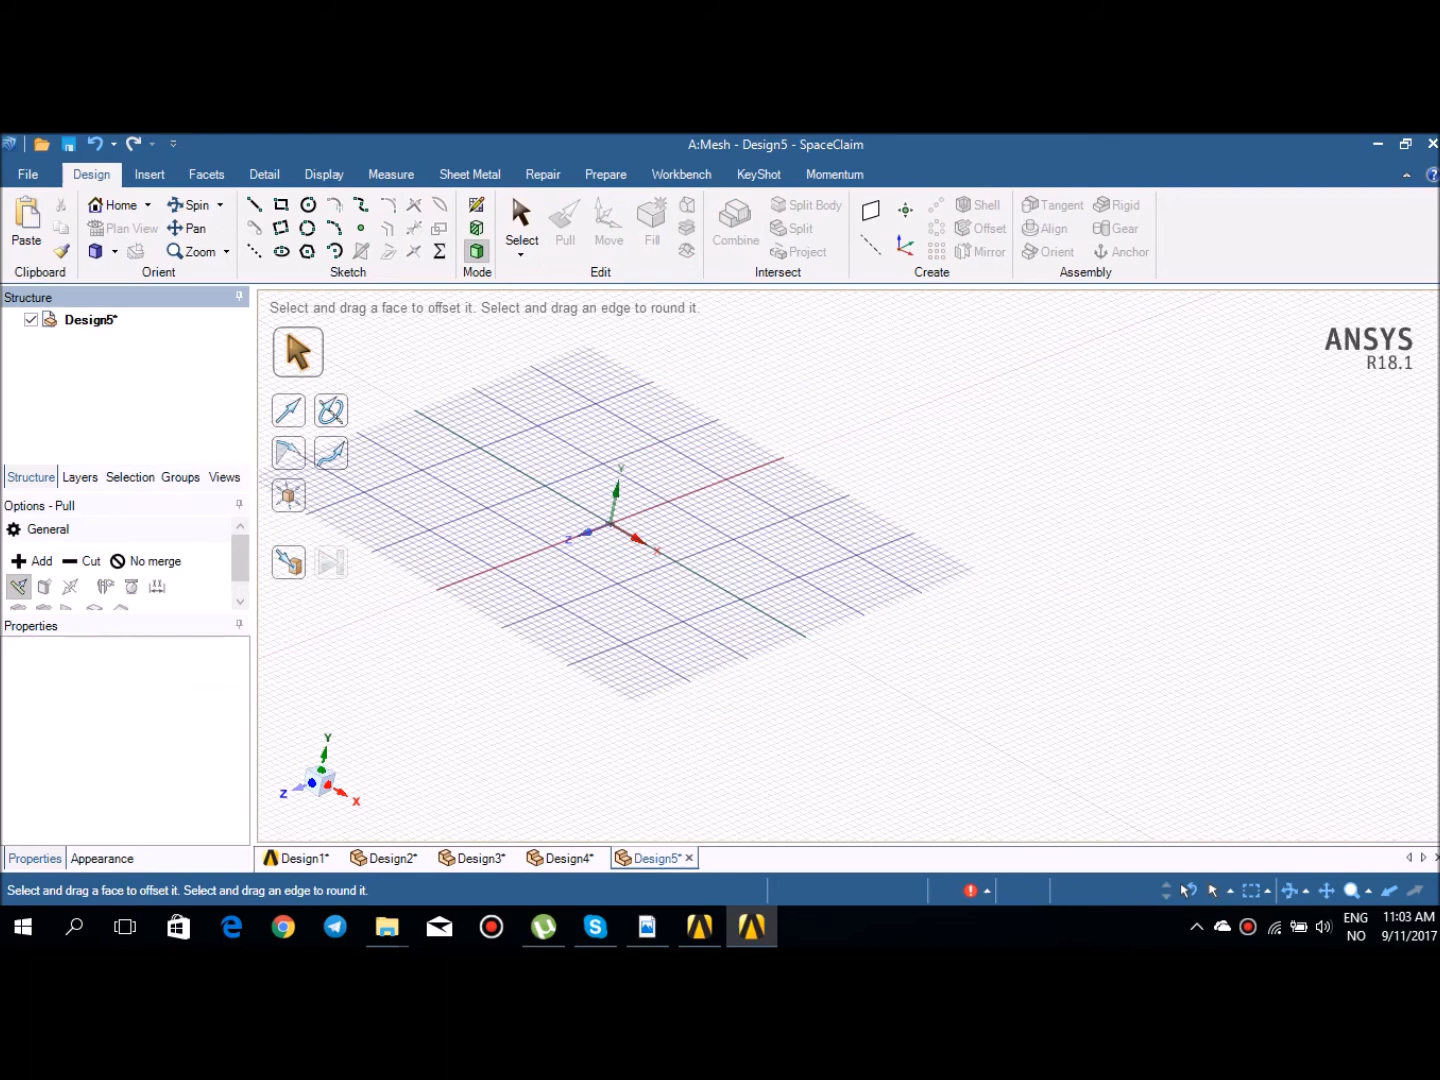 A:Mesh - Design5 - SpaceClaim
File Design Insert Facets Detail Display Measure Sheet Metal Repair Prepare Workbench KeyShot Momentum
Home Spin Split Body Shell Tangent Rigid
Plan View Pan Split Offset Align Gear
Paste Select Pull Move Fill Combine
Zoom Project Mirror Orient Anchor
Clipboard Orient Sketch Mode Edit Intersect Create Assembly
Structure
Design5*
Select and drag a face to offset it. Select and drag an edge to round it.
ANSYS
R18.1
Structure Layers Selection Groups Views
Options - Pull
General
Add Cut No merge
Properties
Y
Z
X
Y
Z
X
Properties Appearance
Design1* Design2* Design3* Design4* Design5*
Select and drag a face to offset it. Select and drag an edge to round it.
ENG 11:03 AM
NO 9/11/2017